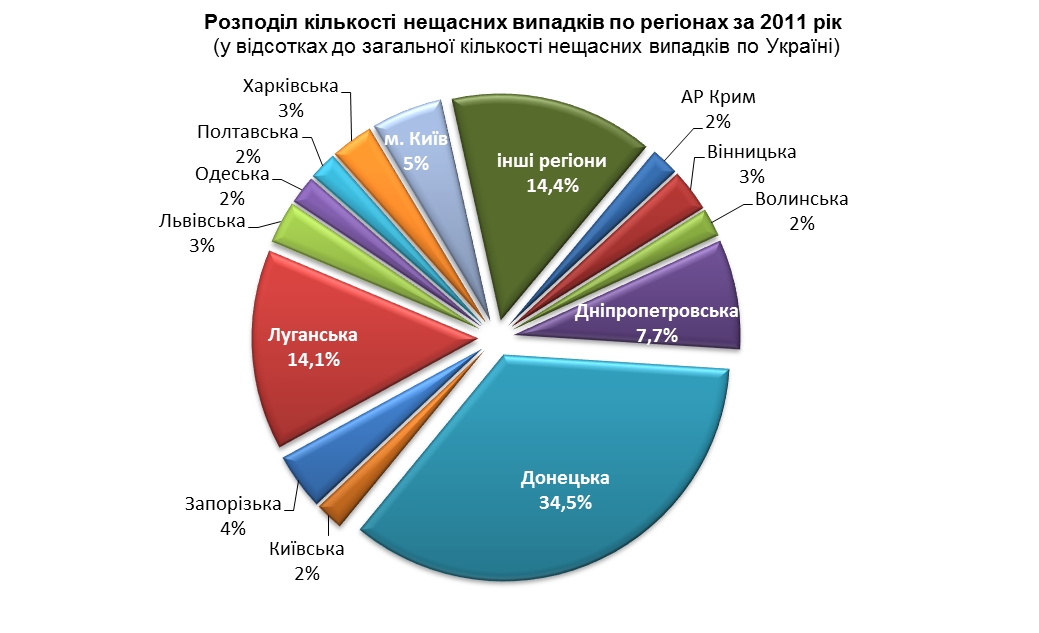 Розподіл кількості нещасних випадків по регіонах за 2011 рік
(у відсотках до загальної кількості нещасних випадків по Україні)
Харківська
3%
Полтавська
2%
Одеська
2%
Львівська
3%
м. Київ
5%
інші регіони
14,4%
АР Крим
2%
Вінницька
3%
Волинська
2%
Дніпропетровська
7,7%
Луганська
14,1%
Донецька
34,5%
Запорізька
4%
Київська
2%